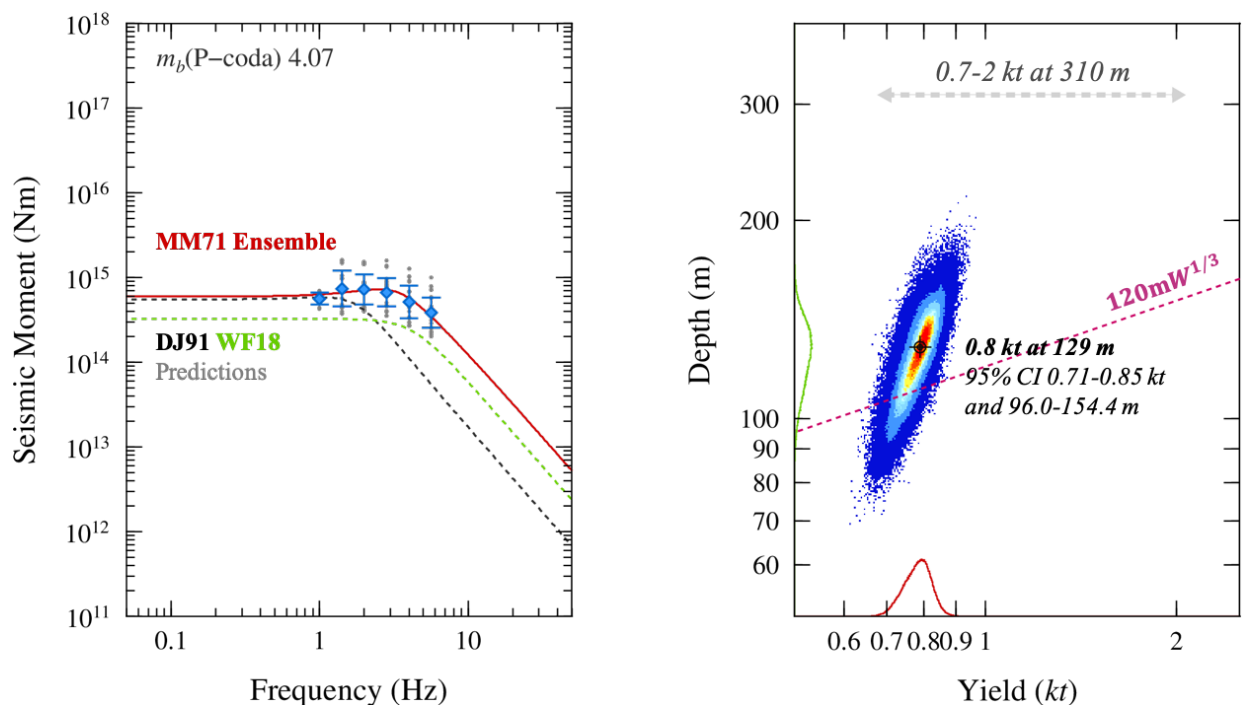 10^18
10^17
10^16
10^15
10^14
10^13
10^12
10^11
Seismic Moment (Nm)
m_b(P−coda) 4.07
MM71 Ensemble
DJ91 WF18
Predictions
0.1 1 10
Frequency (Hz)
300
200
100
90
80
70
60
Depth (m)
0.7-2 kt at 310 m
120mW^1/3
0.8 kt at 129 m
95% CI 0.71-0.85 kt
and 96.0-154.4 m
0.6 0.7 0.8 0.9 1 2
Yield (kt)